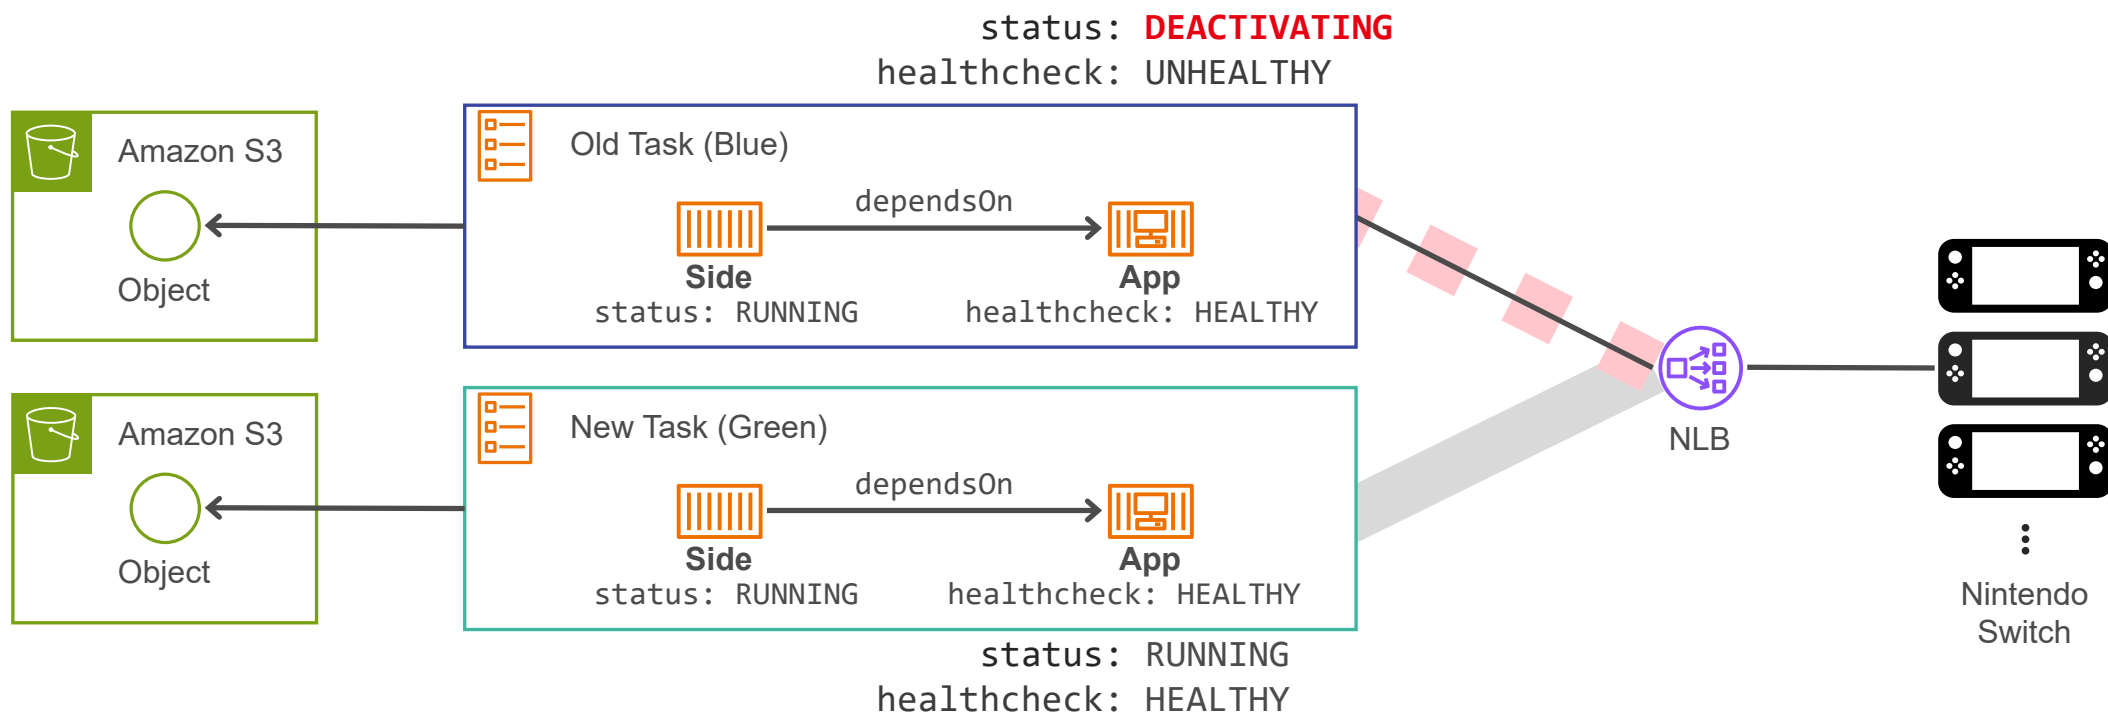 status: DEACTIVATING
healthcheck: UNHEALTHY
Amazon S3
Object
Old Task (Blue)
dependsOn
Side
App
status: RUNNING
healthcheck: HEALTHY
Amazon S3
Object
New Task (Green)
dependsOn
Side
App
status: RUNNING
healthcheck: HEALTHY
status: RUNNING
healthcheck: HEALTHY
NLB
Nintendo
Switch